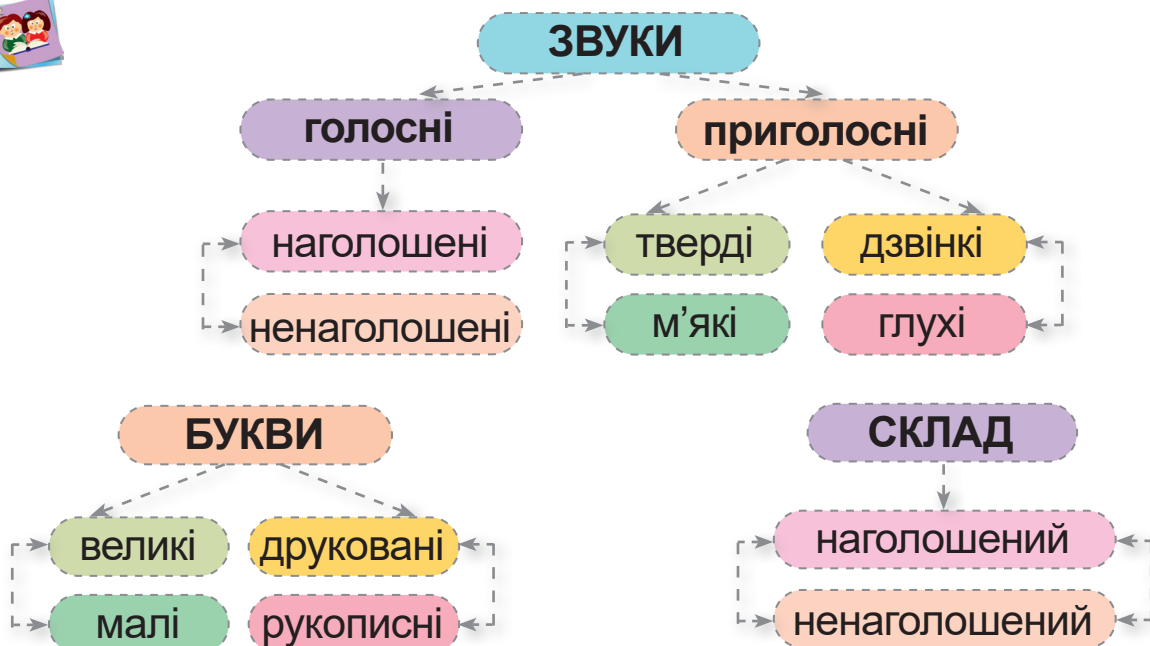 ЗВУКИ
голосні приголосні
наголошені тверді дзвінкі
ненаголошені м’які глухі
БУКВИ СКЛАД
великі друковані наголошений
малі рукописні ненаголошений